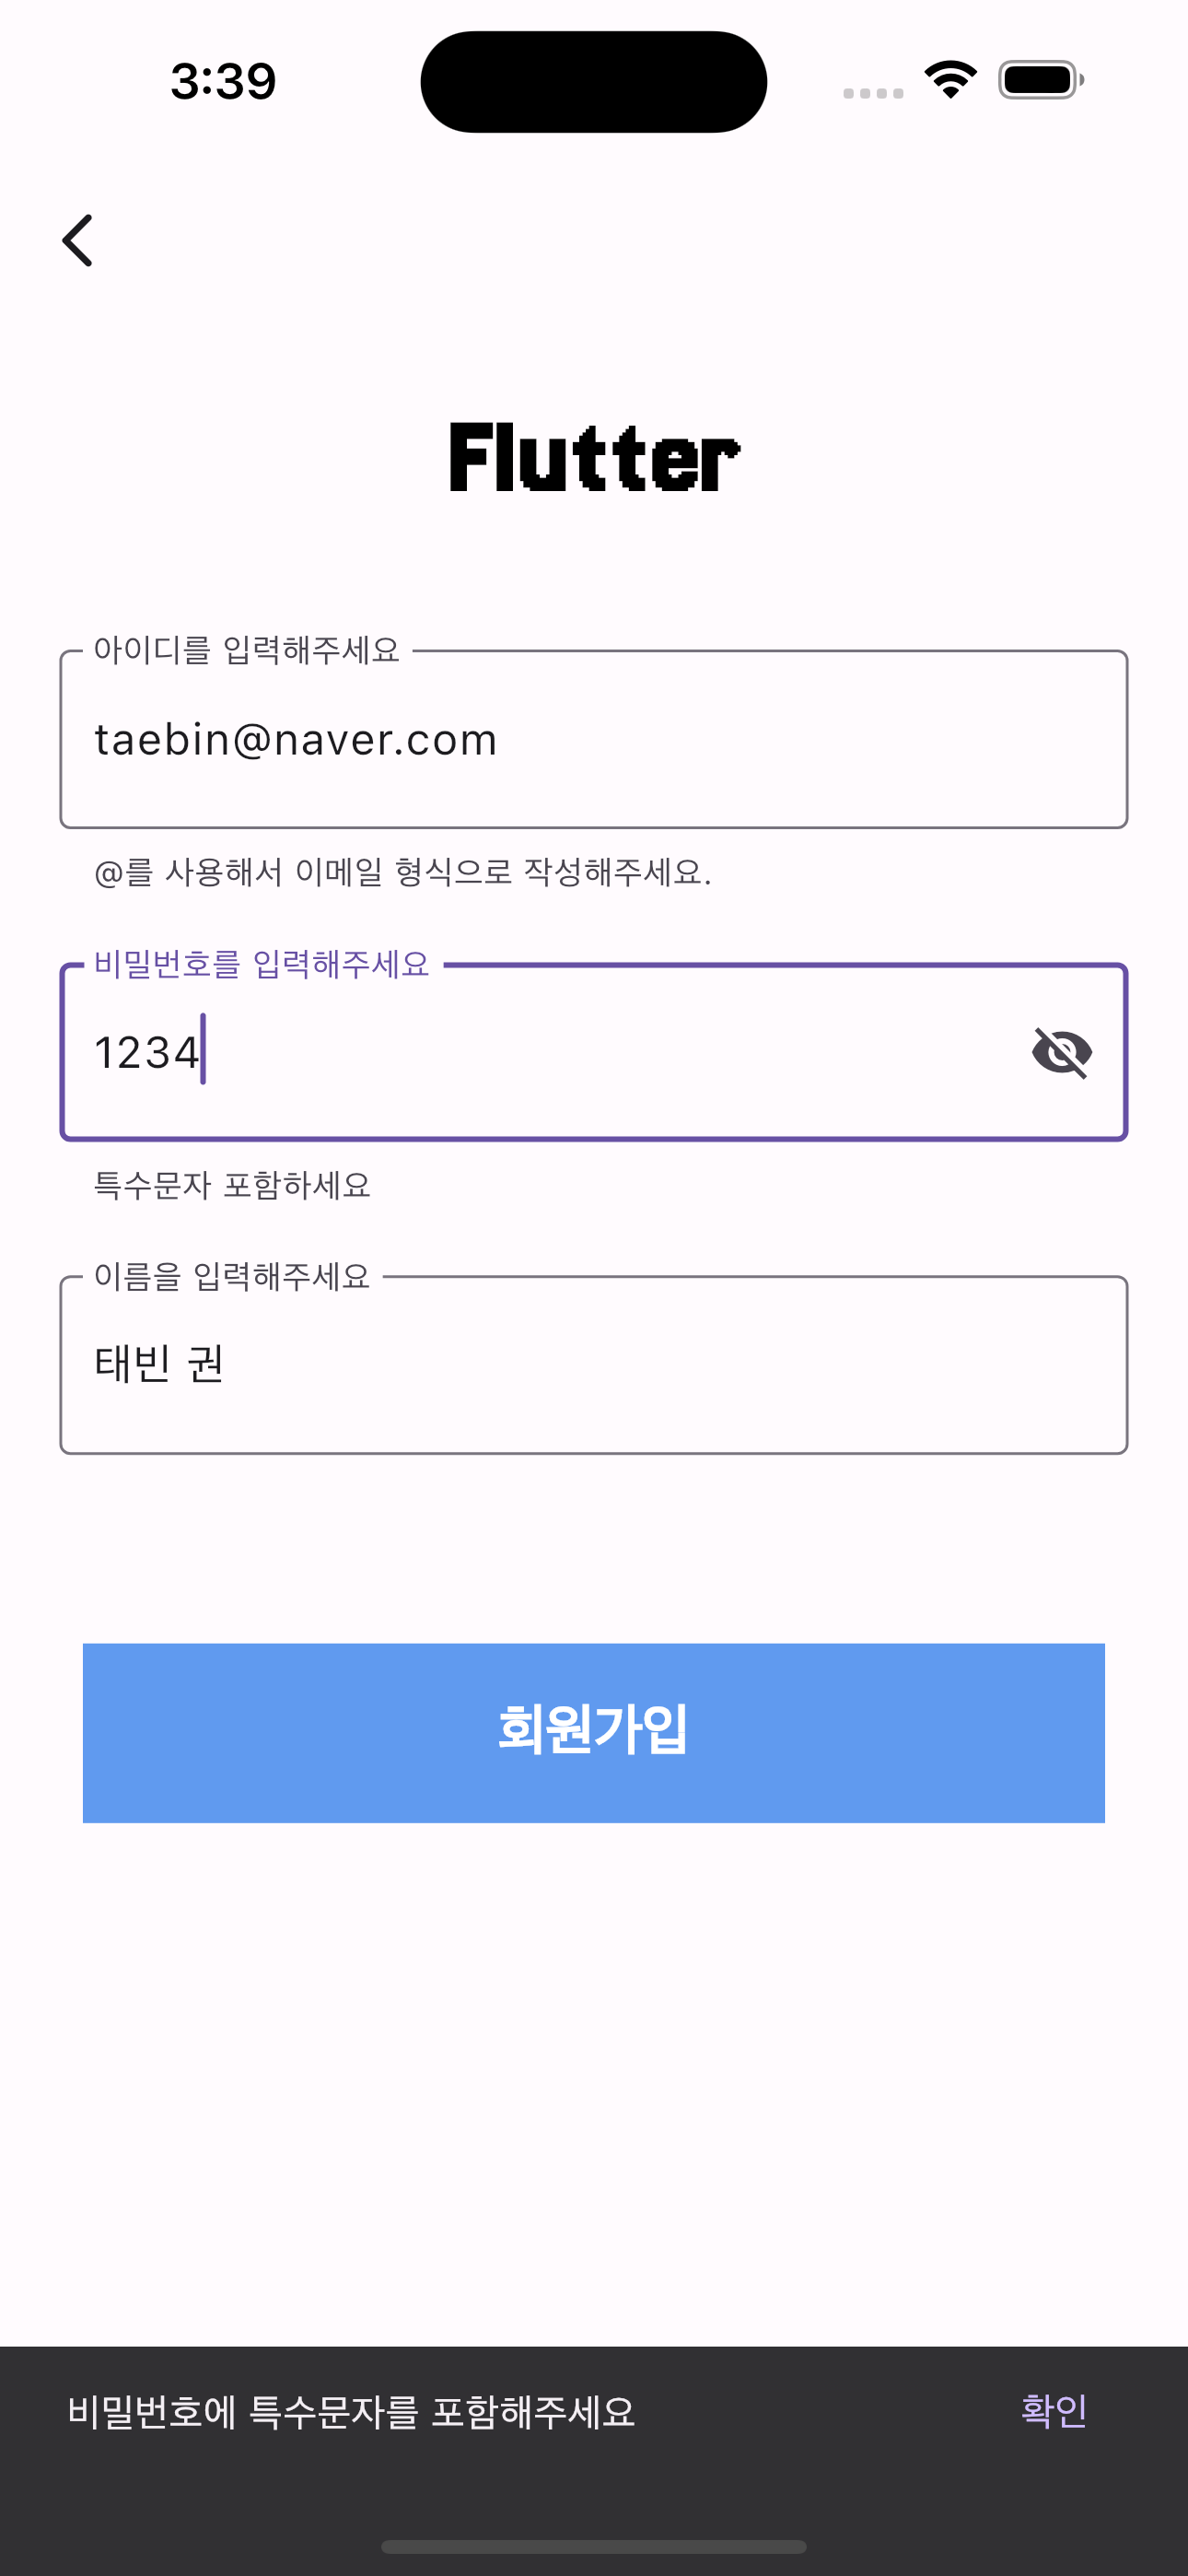 3:39
Flutter
아이디를 입력해주세요
taebin@naver.com
@를 사용해서 이메일 형식으로 작성해주세요.
비밀번호를 입력해주세요
1234
특수문자 포함하세요
이름을 입력해주세요
태빈 권
회원가입
비밀번호에 특수문자를 포함해주세요 확인